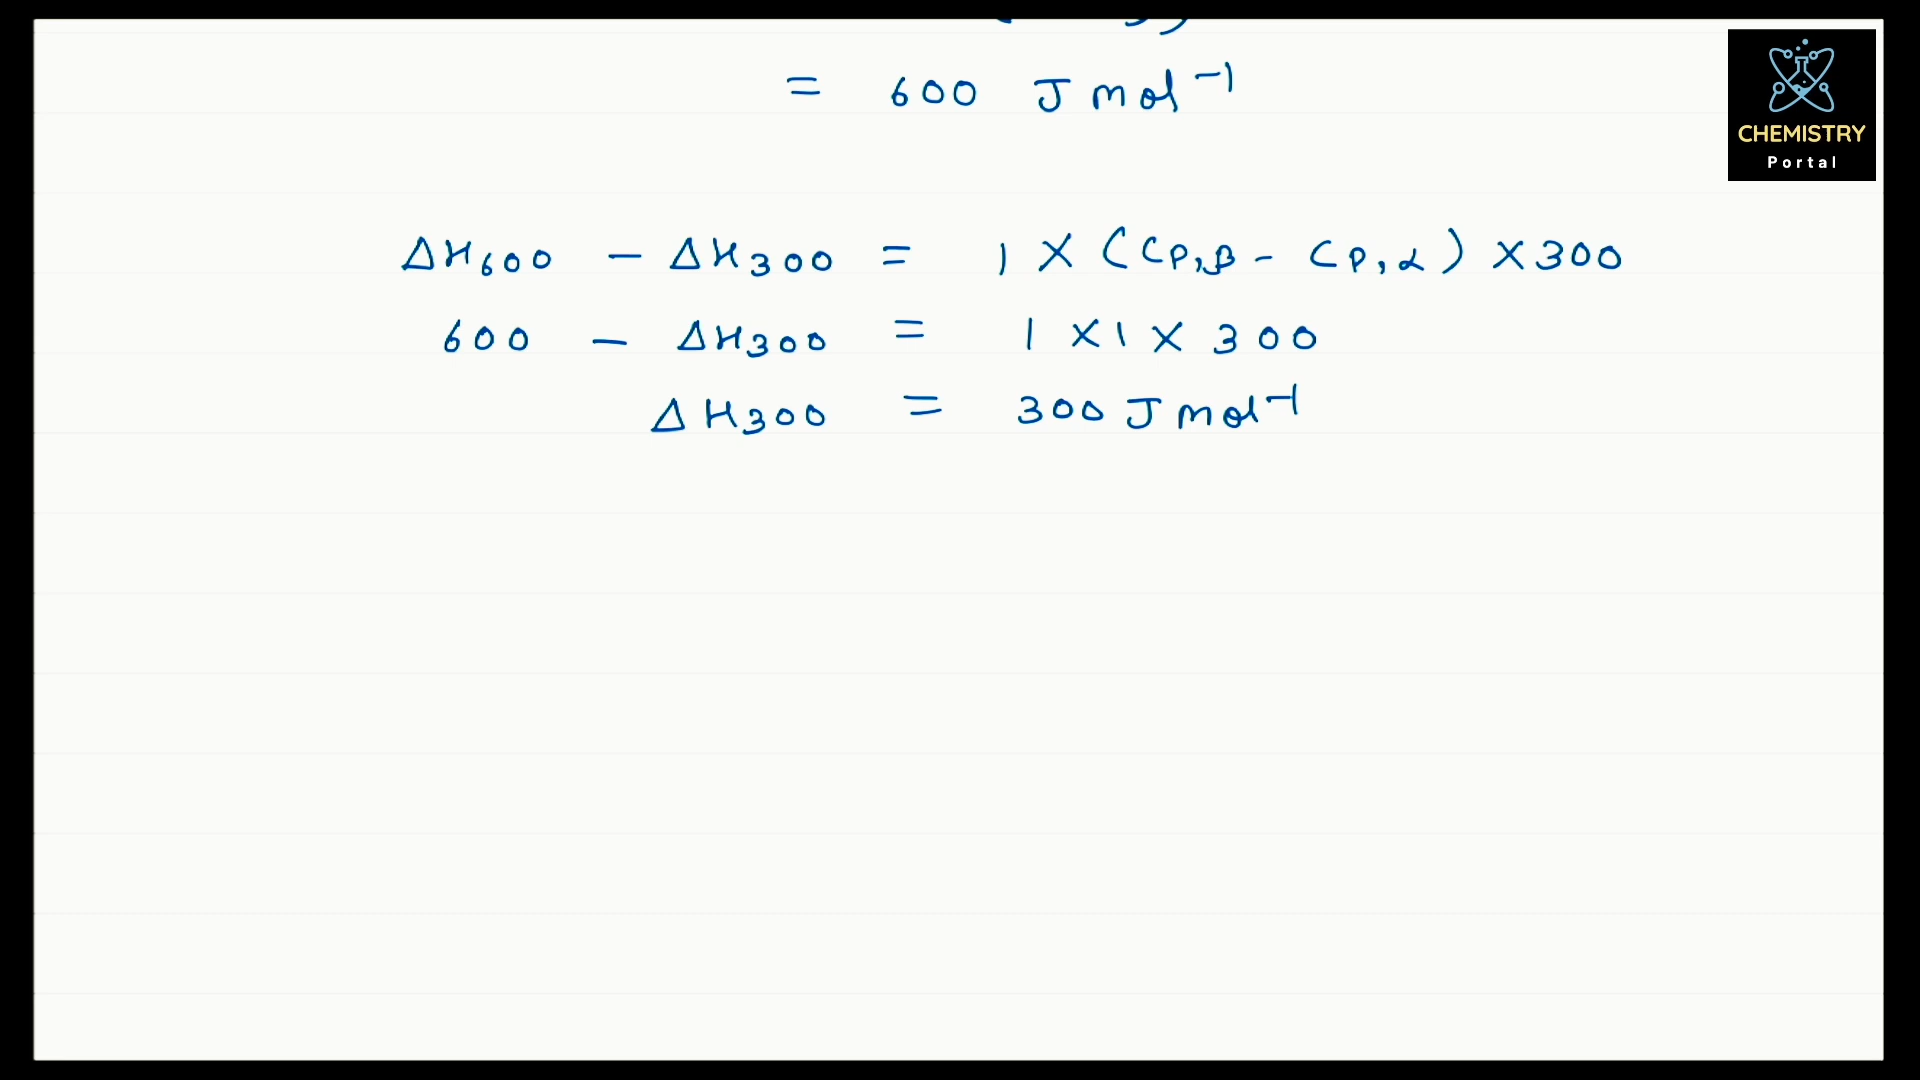 = 600 J mol⁻¹
CHEMISTRY
Portal
ΔH₆₀₀ - ΔH₃₀₀ = 1 × (Cp,β - Cp,α) × 300
600 - ΔH₃₀₀ = 1 × 1 × 300
ΔH₃₀₀ = 300 J mol⁻¹